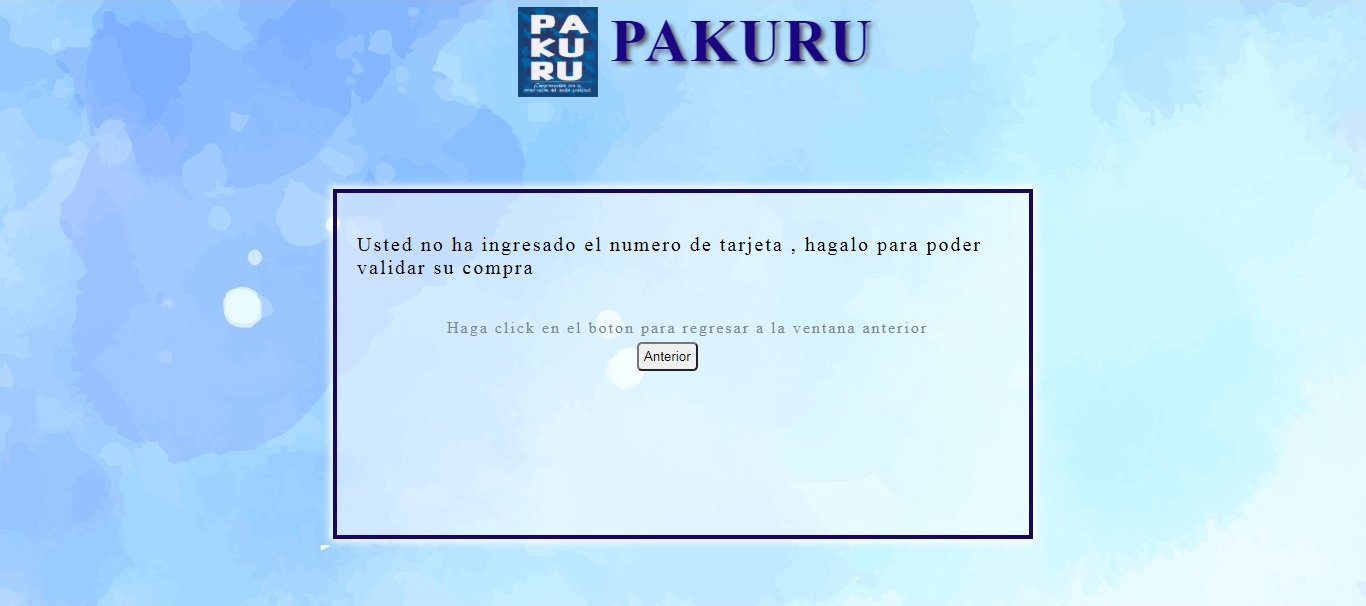 PA
KU
RU
PAKURU
Usted no ha ingresado el numero de tarjeta , hagalo para poder
validar su compra
Haga click en el boton para regresar a la ventana anterior
Anterior